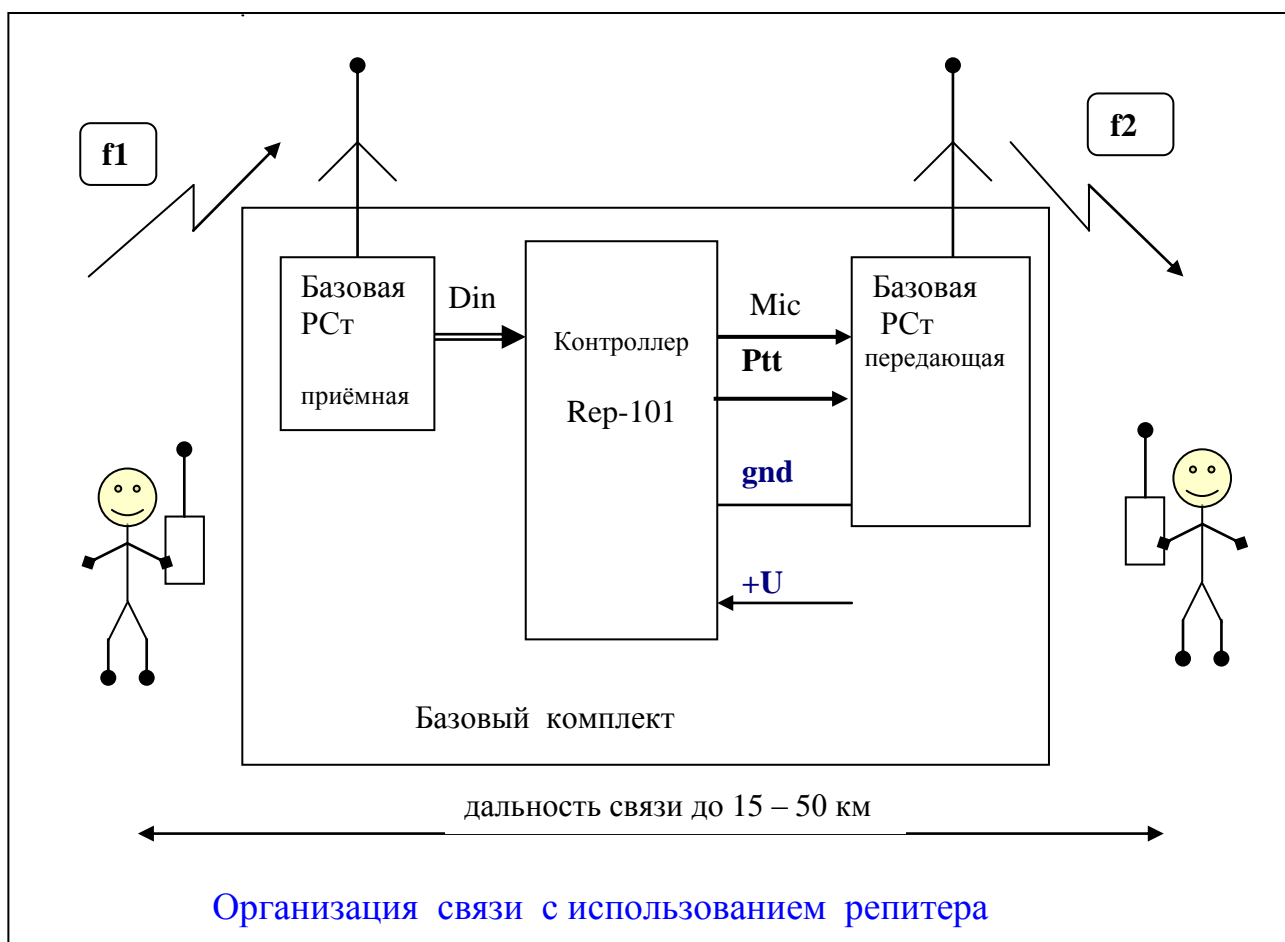 f1
f2
Базовая
РСт
приёмная
Din
Контроллер
Rep-101
Mic
Ptt
gnd
+U
Базовая
РСт
передающая
Базовый комплект
дальность связи до 15 – 50 км
Организация связи с использованием репитера